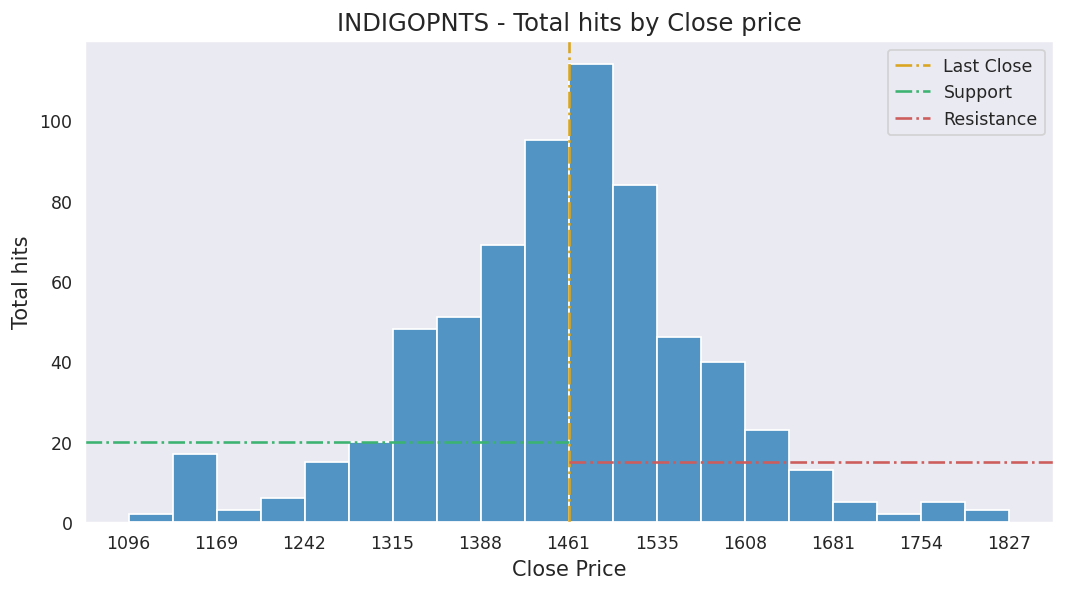 INDIGOPNTS - Total hits by Close price
Last Close
Support
Resistance
Total hits
100
80
60
40
20
0
1096 1169 1242 1315 1388 1461 1535 1608 1681 1754 1827
Close Price